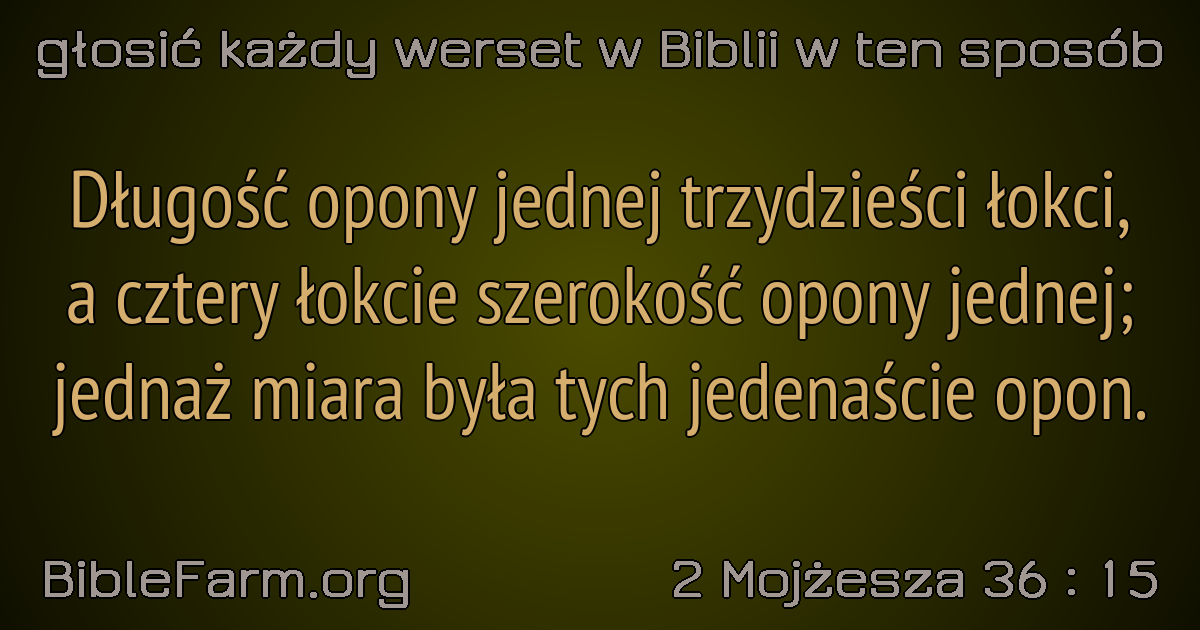 głosić każdy werset w Biblii w ten sposób
Długość opony jednej trzydzieści łokci,
a cztery łokcie szerokość opony jednej;
jednaż miara była tych jedenaście opon.
BibleFarm.org
2 Mojżesza 36 : 15